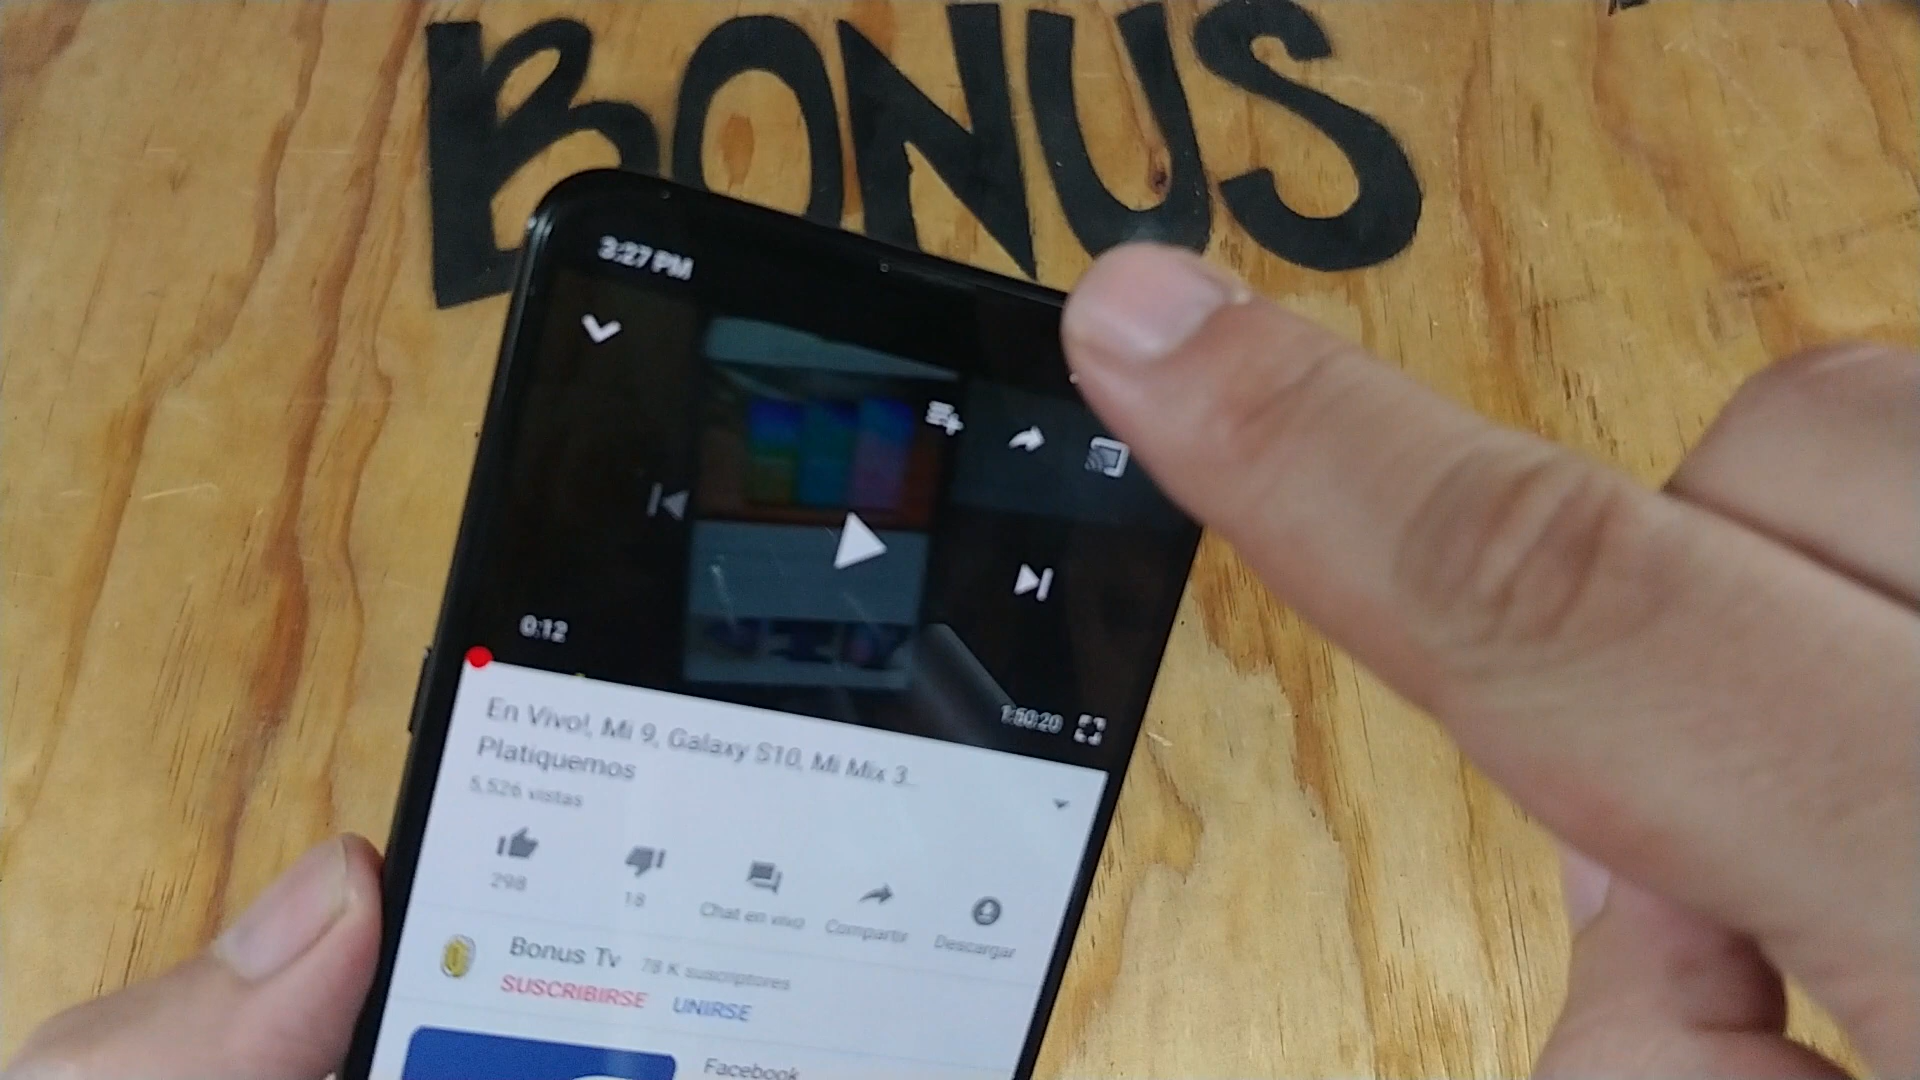 BONUS
3:27 PM
0:12
1:50:20
En Vivo!, Mi 9, Galaxy S10, Mi Mix 3..
Platiquemos
5,526 vistas
298
18
Chat en vivo
Compartir
Descargar
Bonus Tv 78 K suscriptores
SUSCRIBIRSE UNIRSE
Facebook